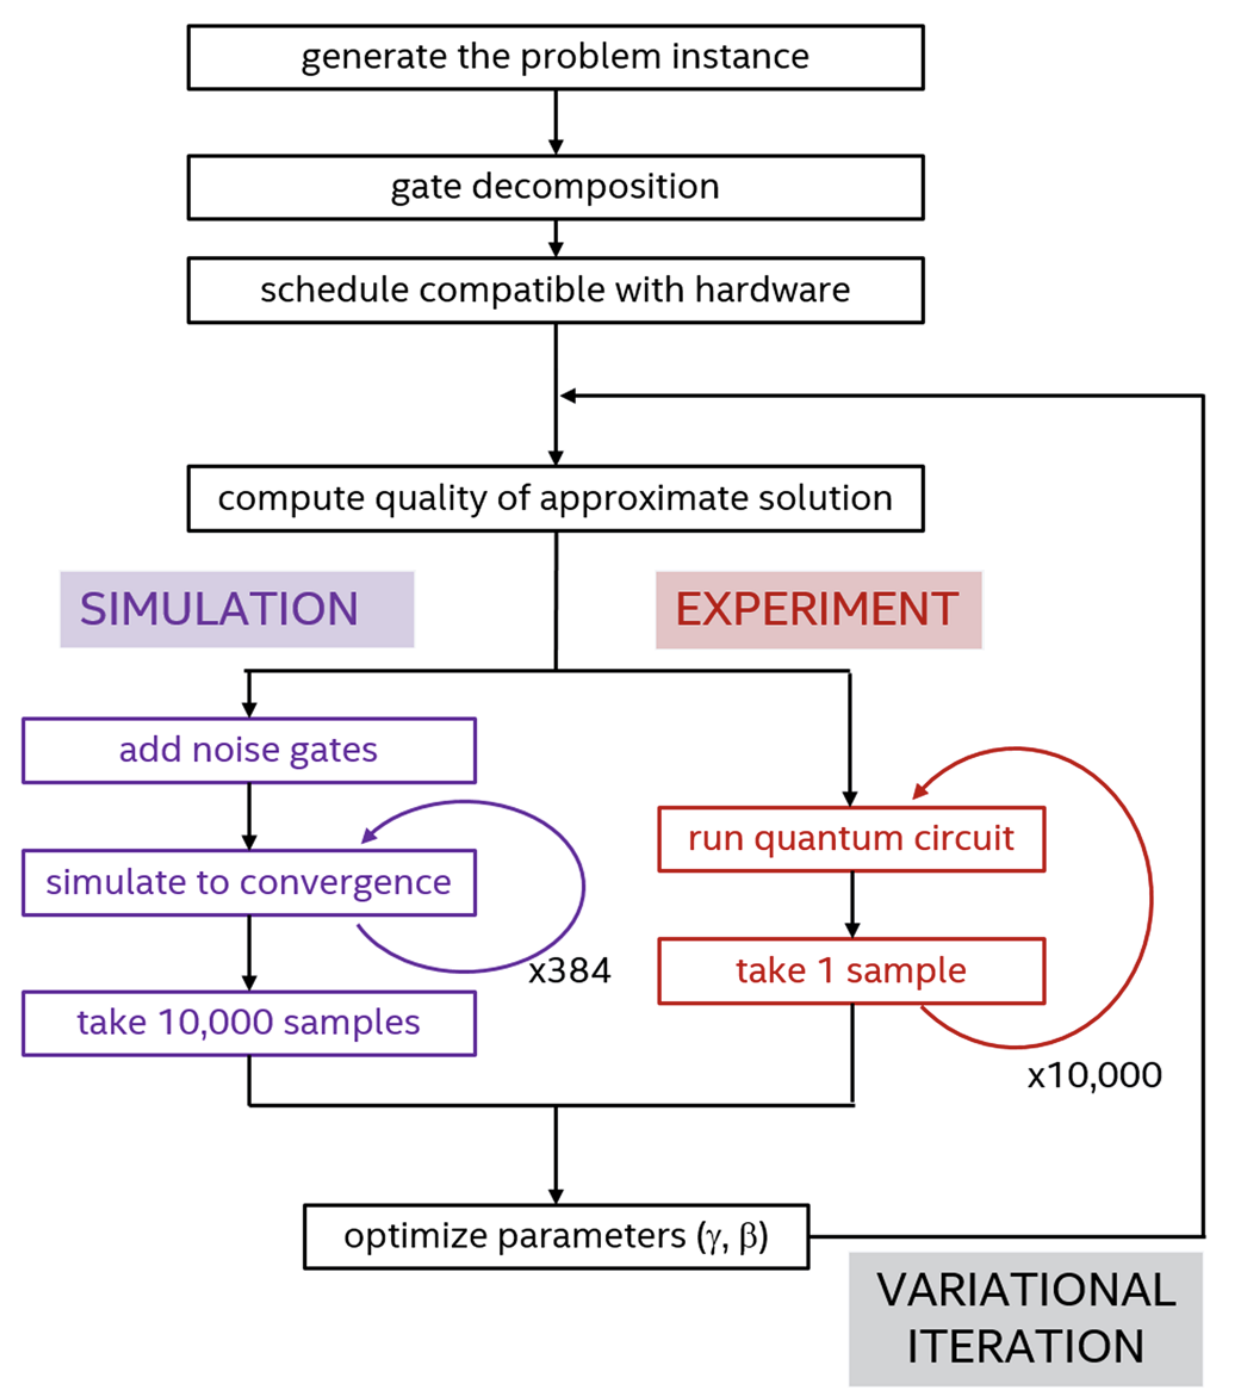 generate the problem instance
gate decomposition
schedule compatible with hardware
compute quality of approximate solution
SIMULATION
EXPERIMENT
add noise gates
simulate to convergence
x384
take 10,000 samples
run quantum circuit
take 1 sample
x10,000
optimize parameters (γ, β)
VARIATIONAL
ITERATION